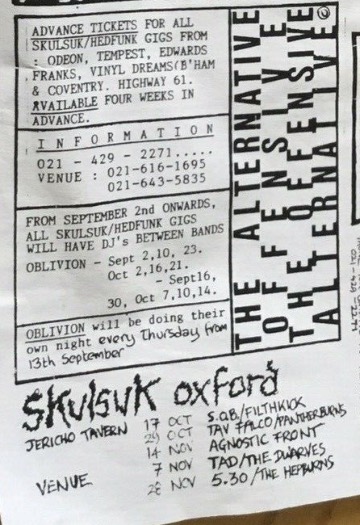 ADVANCE TICKETS FOR ALL
SKULSUK/HEDFUNK GIGS FROM
: ODEON, TEMPEST, EDWARDS
FRANKS, VINYL DREAMS(B'HAM
& COVENTRY. HIGHWAY 61.
AVAILABLE FOUR WEEKS IN
ADVANCE.
INFORMATION
021 - 429 - 2271.....
VENUE : 021-616-1695
021-643-5835
FROM SEPTEMBER 2nd ONWARDS,
ALL SKULSUK/HEDFUNK GIGS
WILL HAVE DJ's BETWEEN BANDS
OBLIVION - Sept 2,10, 23.
Oct 2,16,21.
- Sept16,
30, Oct 7,10,14.
OBLIVION will be doing their
own night every Thursday from
13th September
THE ALTERNATIVE
OFFENSIVE
THE OFFENSIVE
ALTERNATIVE ©
SKULSUK OXFORD
JERICHO TAVERN 17 OCT S.O.B/FILTHKICK
29 OCT TAV FALCO/PANTHERBURNS
14 NOV AGNOSTIC FRONT
VENUE 7 NOV TAD/THE DWARVES
28 NOV 5.30/THE HEPBURNS